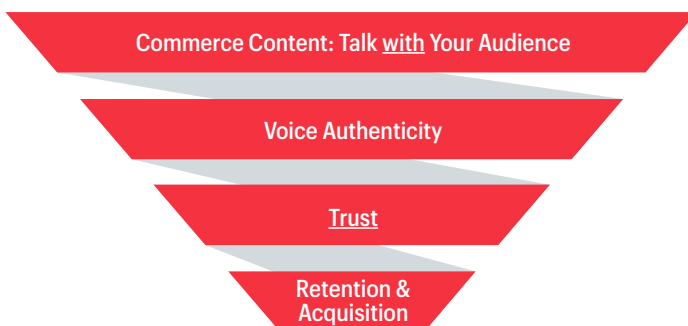 Commerce Content: Talk with Your Audience
Voice Authenticity
Trust
Retention &
Acquisition